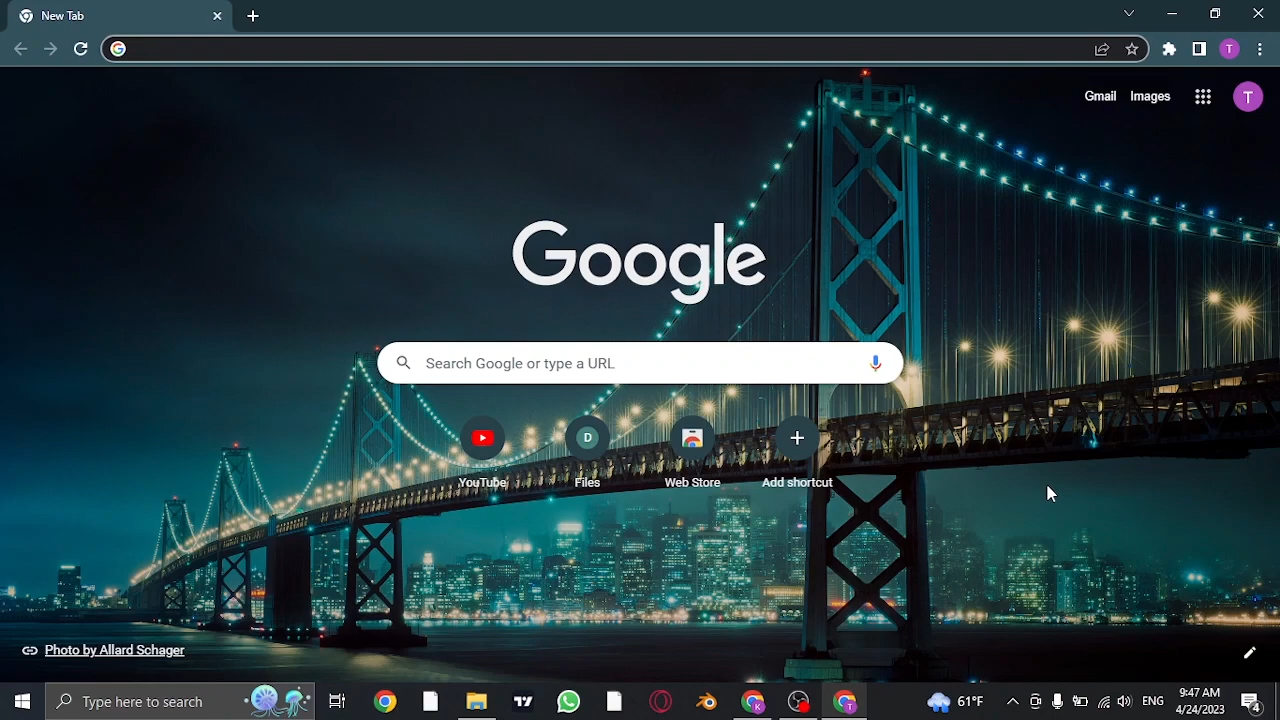 New Tab
T
Gmail Images
T
Google
Search Google or type a URL
D
YouTube Files Web Store Add shortcut
Photo by Allard Schager
Type here to search
K
T
61°F
ENG
9:47 AM
4/24/2023
4